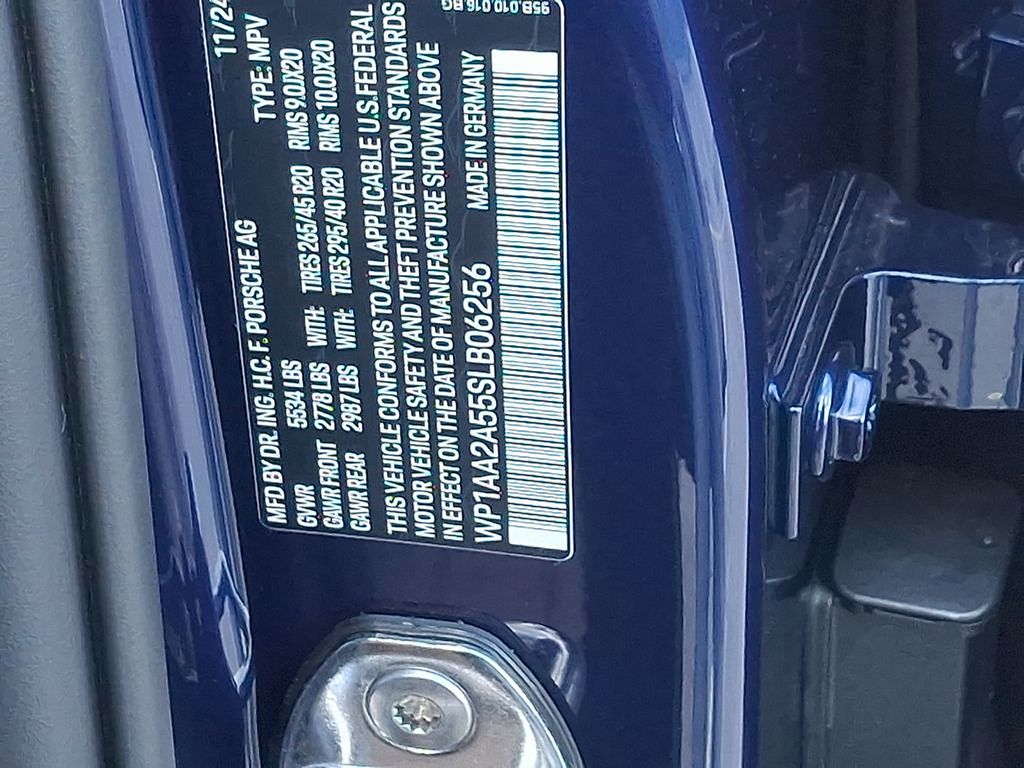 11/24
MFD BY DR. ING. H.C. F. PORSCHE AG TYPE: MPV
GVWR 5534 LBS
GAWR FRONT 2778 LBS WITH: TIRES 265/45 R20 RIMS 9.0JX20
GAWR REAR 2987 LBS WITH: TIRES 295/40 R20 RIMS 10.0JX20
THIS VEHICLE CONFORMS TO ALL APPLICABLE U.S. FEDERAL
MOTOR VEHICLE SAFETY AND THEFT PREVENTION STANDARDS
IN EFFECT ON THE DATE OF MANUFACTURE SHOWN ABOVE
WP1AA2A55SLB06256 MADE IN GERMANY
95B.010.016.BG